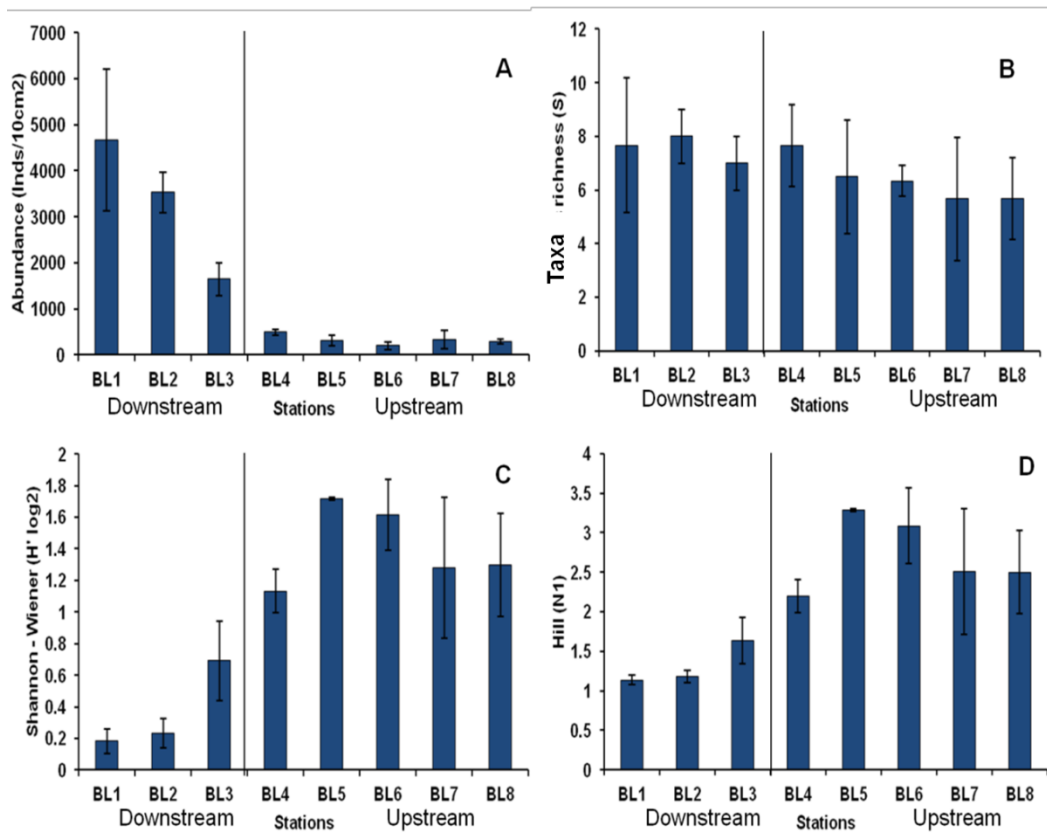 A
Abundance (Inds/10cm2)
7000
6000
5000
4000
3000
2000
1000
0
BL1 BL2 BL3 BL4 BL5 BL6 BL7 BL8
Downstream Stations Upstream
B
Taxa richness (S)
12
10
8
6
4
2
0
BL1 BL2 BL3 BL4 BL5 BL6 BL7 BL8
Downstream Stations Upstream
C
Shannon - Wiener (H' log2)
2
1.8
1.6
1.4
1.2
1
0.8
0.6
0.4
0.2
0
BL1 BL2 BL3 BL4 BL5 BL6 BL7 BL8
Downstream Stations Upstream
D
Hill (N1)
4
3.5
3
2.5
2
1.5
1
0.5
0
BL1 BL2 BL3 BL4 BL5 BL6 BL7 BL8
Downstream Stations Upstream